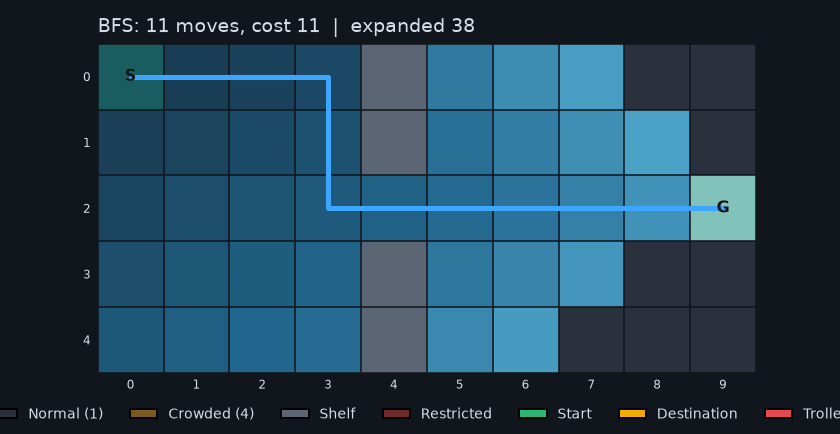 BFS: 11 moves, cost 11 | expanded 38
0
S
1
2
G
3
4
0 1 2 3 4 5 6 7 8 9
Normal (1) Crowded (4) Shelf Restricted Start Destination Trolle